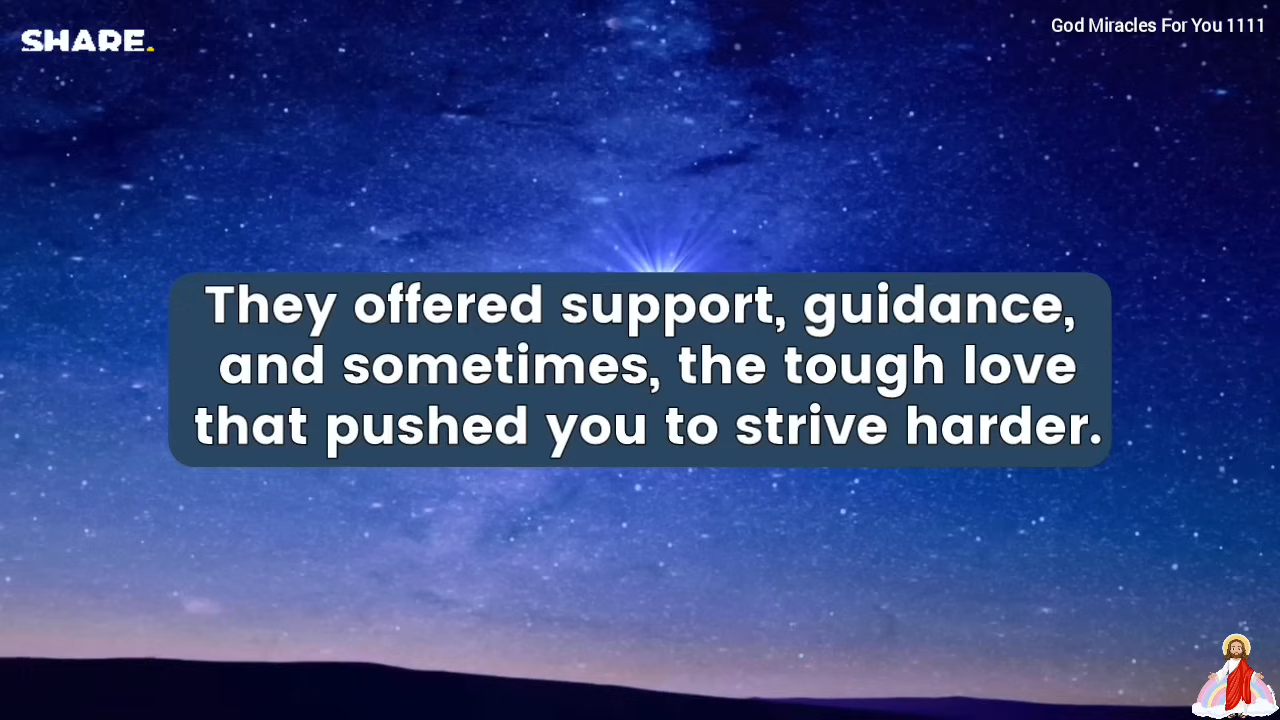 SHARE.
God Miracles For You 1111
They offered support, guidance,
and sometimes, the tough love
that pushed you to strive harder.